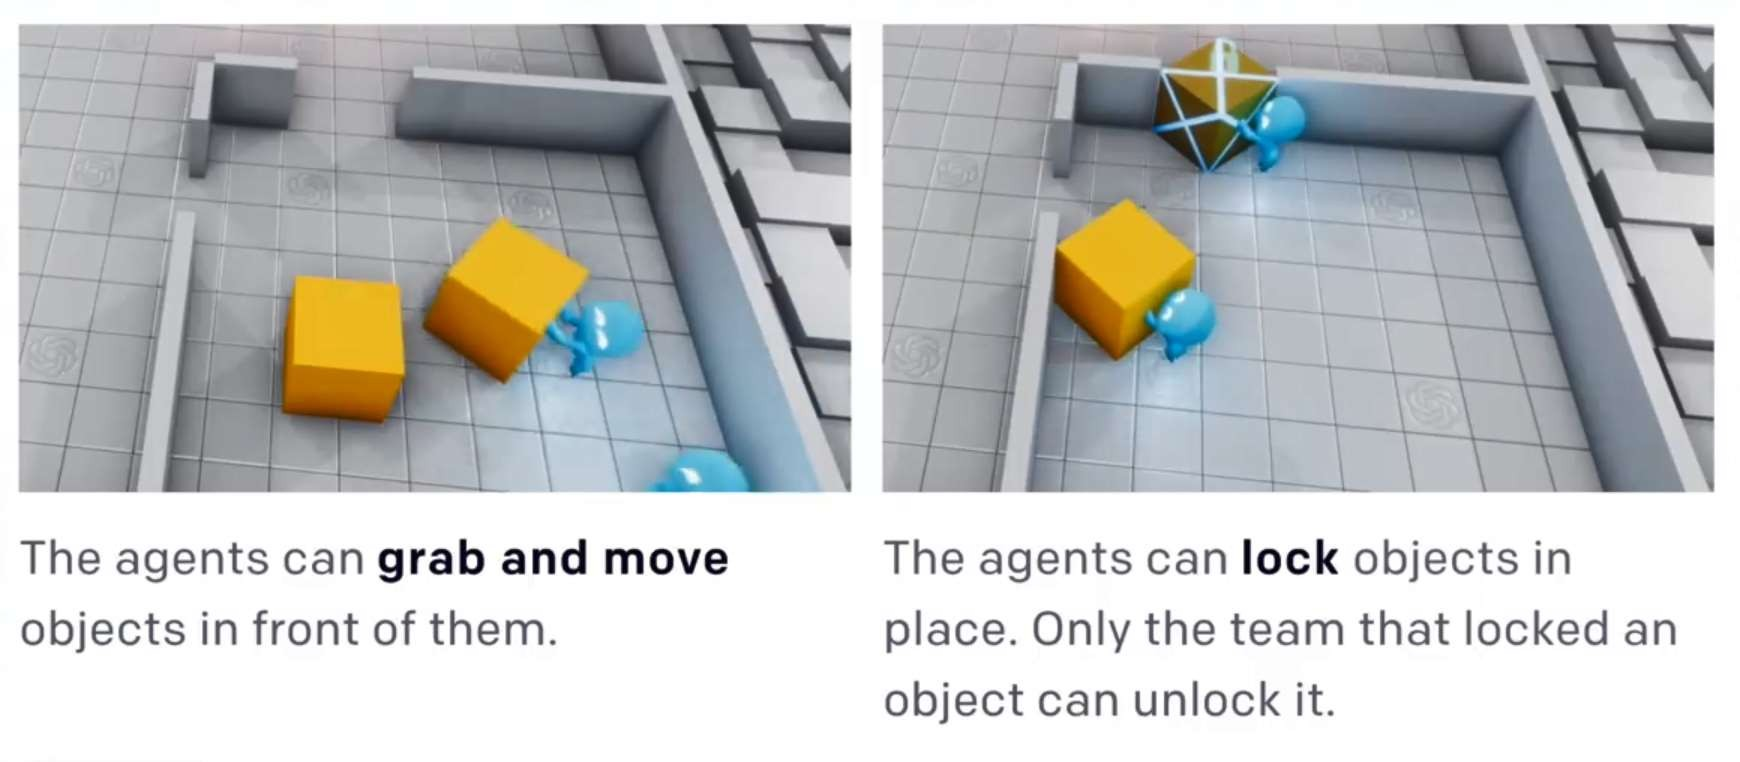 The agents can grab and move
objects in front of them.
The agents can lock objects in
place. Only the team that locked an
object can unlock it.